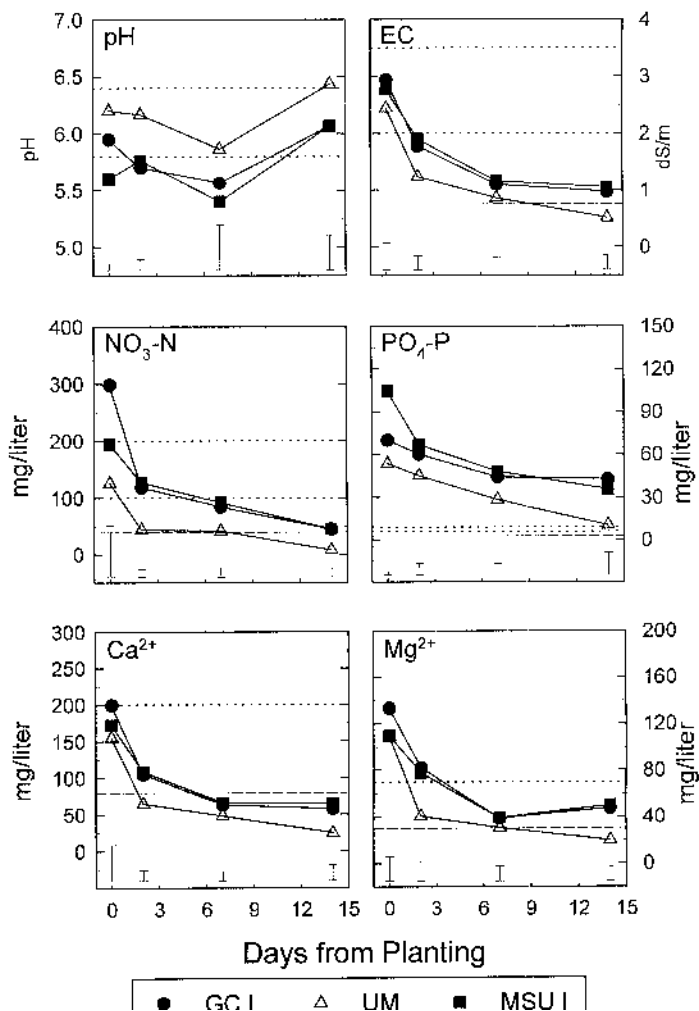 pH
EC
7.0
6.5
6.0
5.5
5.0
pH
4
3
2
1
0
dS/m
NO₃-N
PO₄-P
400
300
200
100
0
mg/liter
150
120
90
60
30
0
mg/liter
Ca²⁺
Mg²⁺
300
250
200
150
100
50
0
mg/liter
200
160
120
80
40
0
mg/liter
0 3 6 9 12 15
0 3 6 9 12 15
Days from Planting
GC I UM MSU I